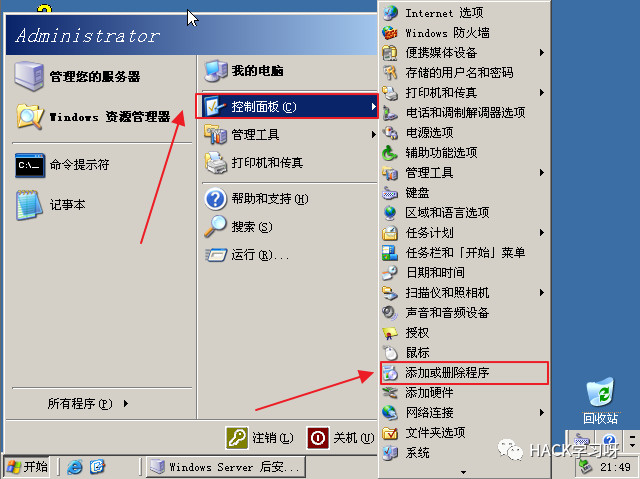 Administrator
管理您的服务器
Windows 资源管理器
命令提示符
记事本
所有程序(P)
我的电脑
控制面板(C)
管理工具
打印机和传真
帮助和支持(H)
搜索(S)
运行(R)...
注销(L)
关机(U)
Internet 选项
Windows 防火墙
便携媒体设备
存储的用户名和密码
打印机和传真
电话和调制解调器选项
电源选项
辅助功能选项
管理工具
键盘
区域和语言选项
任务计划
任务栏和「开始」菜单
日期和时间
扫描仪和照相机
声音和音频设备
授权
鼠标
添加或删除程序
添加硬件
网络连接
文件夹选项
系统
回收站
HACK学习呀
开始
Windows Server 后安...
21:49